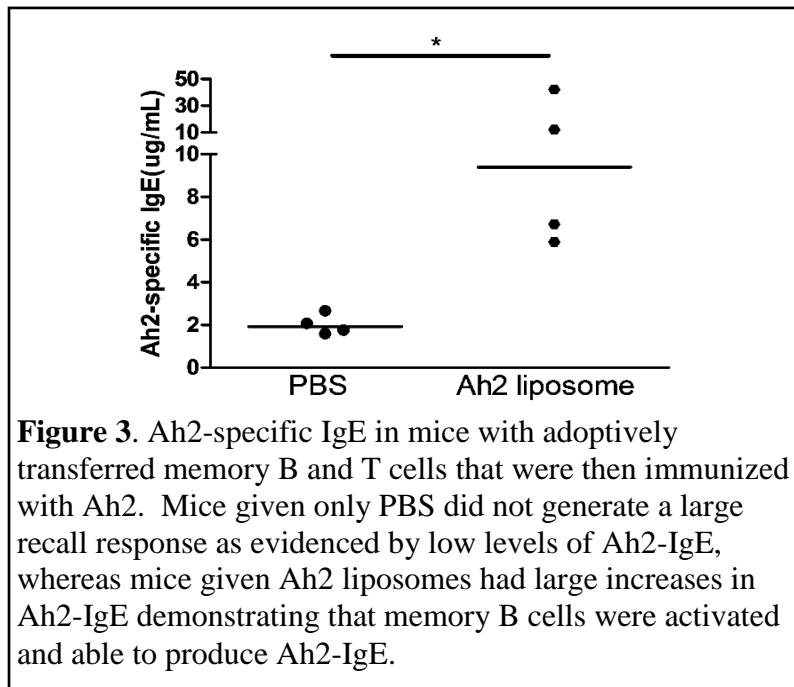 *
50
30
10
10
8
6
4
2
0
Ah2-specific IgE(ug/mL)
PBS
Ah2 liposome
Figure 3. Ah2-specific IgE in mice with adoptively
transferred memory B and T cells that were then immunized
with Ah2. Mice given only PBS did not generate a large
recall response as evidenced by low levels of Ah2-IgE,
whereas mice given Ah2 liposomes had large increases in
Ah2-IgE demonstrating that memory B cells were activated
and able to produce Ah2-IgE.